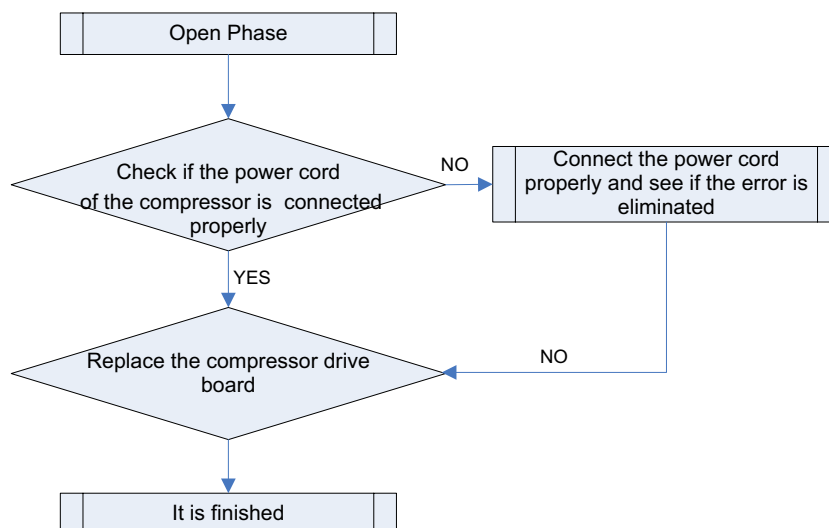 Open Phase
Check if the power cord
of the compressor is connected
properly
NO
Connect the power cord
properly and see if the error is
eliminated
YES
Replace the compressor drive
board
NO
It is finished